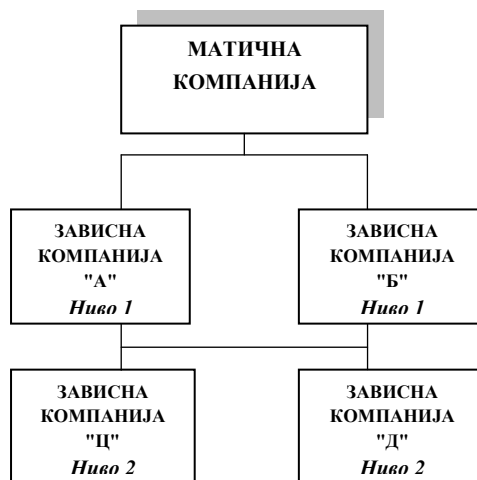 МАТИЧНА
КОМПАНИЈА
ЗАВИСНА
КОМПАНИЈА
"А"
Ниво 1
ЗАВИСНА
КОМПАНИЈА
"Б"
Ниво 1
ЗАВИСНА
КОМПАНИЈА
"Ц"
Ниво 2
ЗАВИСНА
КОМПАНИЈА
"Д"
Ниво 2